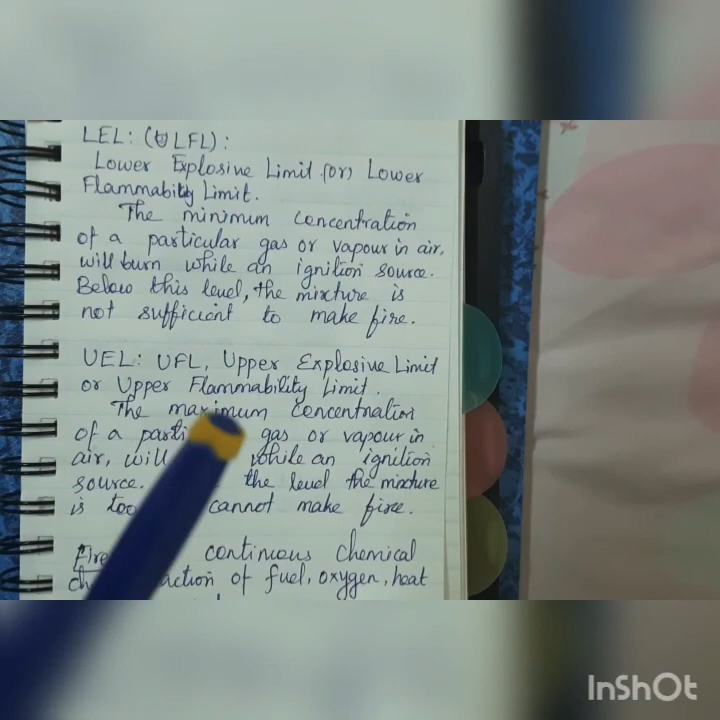 LEL: (LFL):
Lower Explosive Limit (or) Lower
Flammability Limit.
The minimum concentration
of a particular gas or vapour in air,
will burn while an ignition source.
Below this level, the mixture is
not sufficient to make fire.
UEL: UFL, Upper Explosive Limit
or Upper Flammability Limit.
The maximum concentration
of a parti gas or vapour in
air, will while an ignition
source. the level the mixture
is too cannot make fire.
Fire continuous chemical
of fuel, oxygen, heat
InShOt